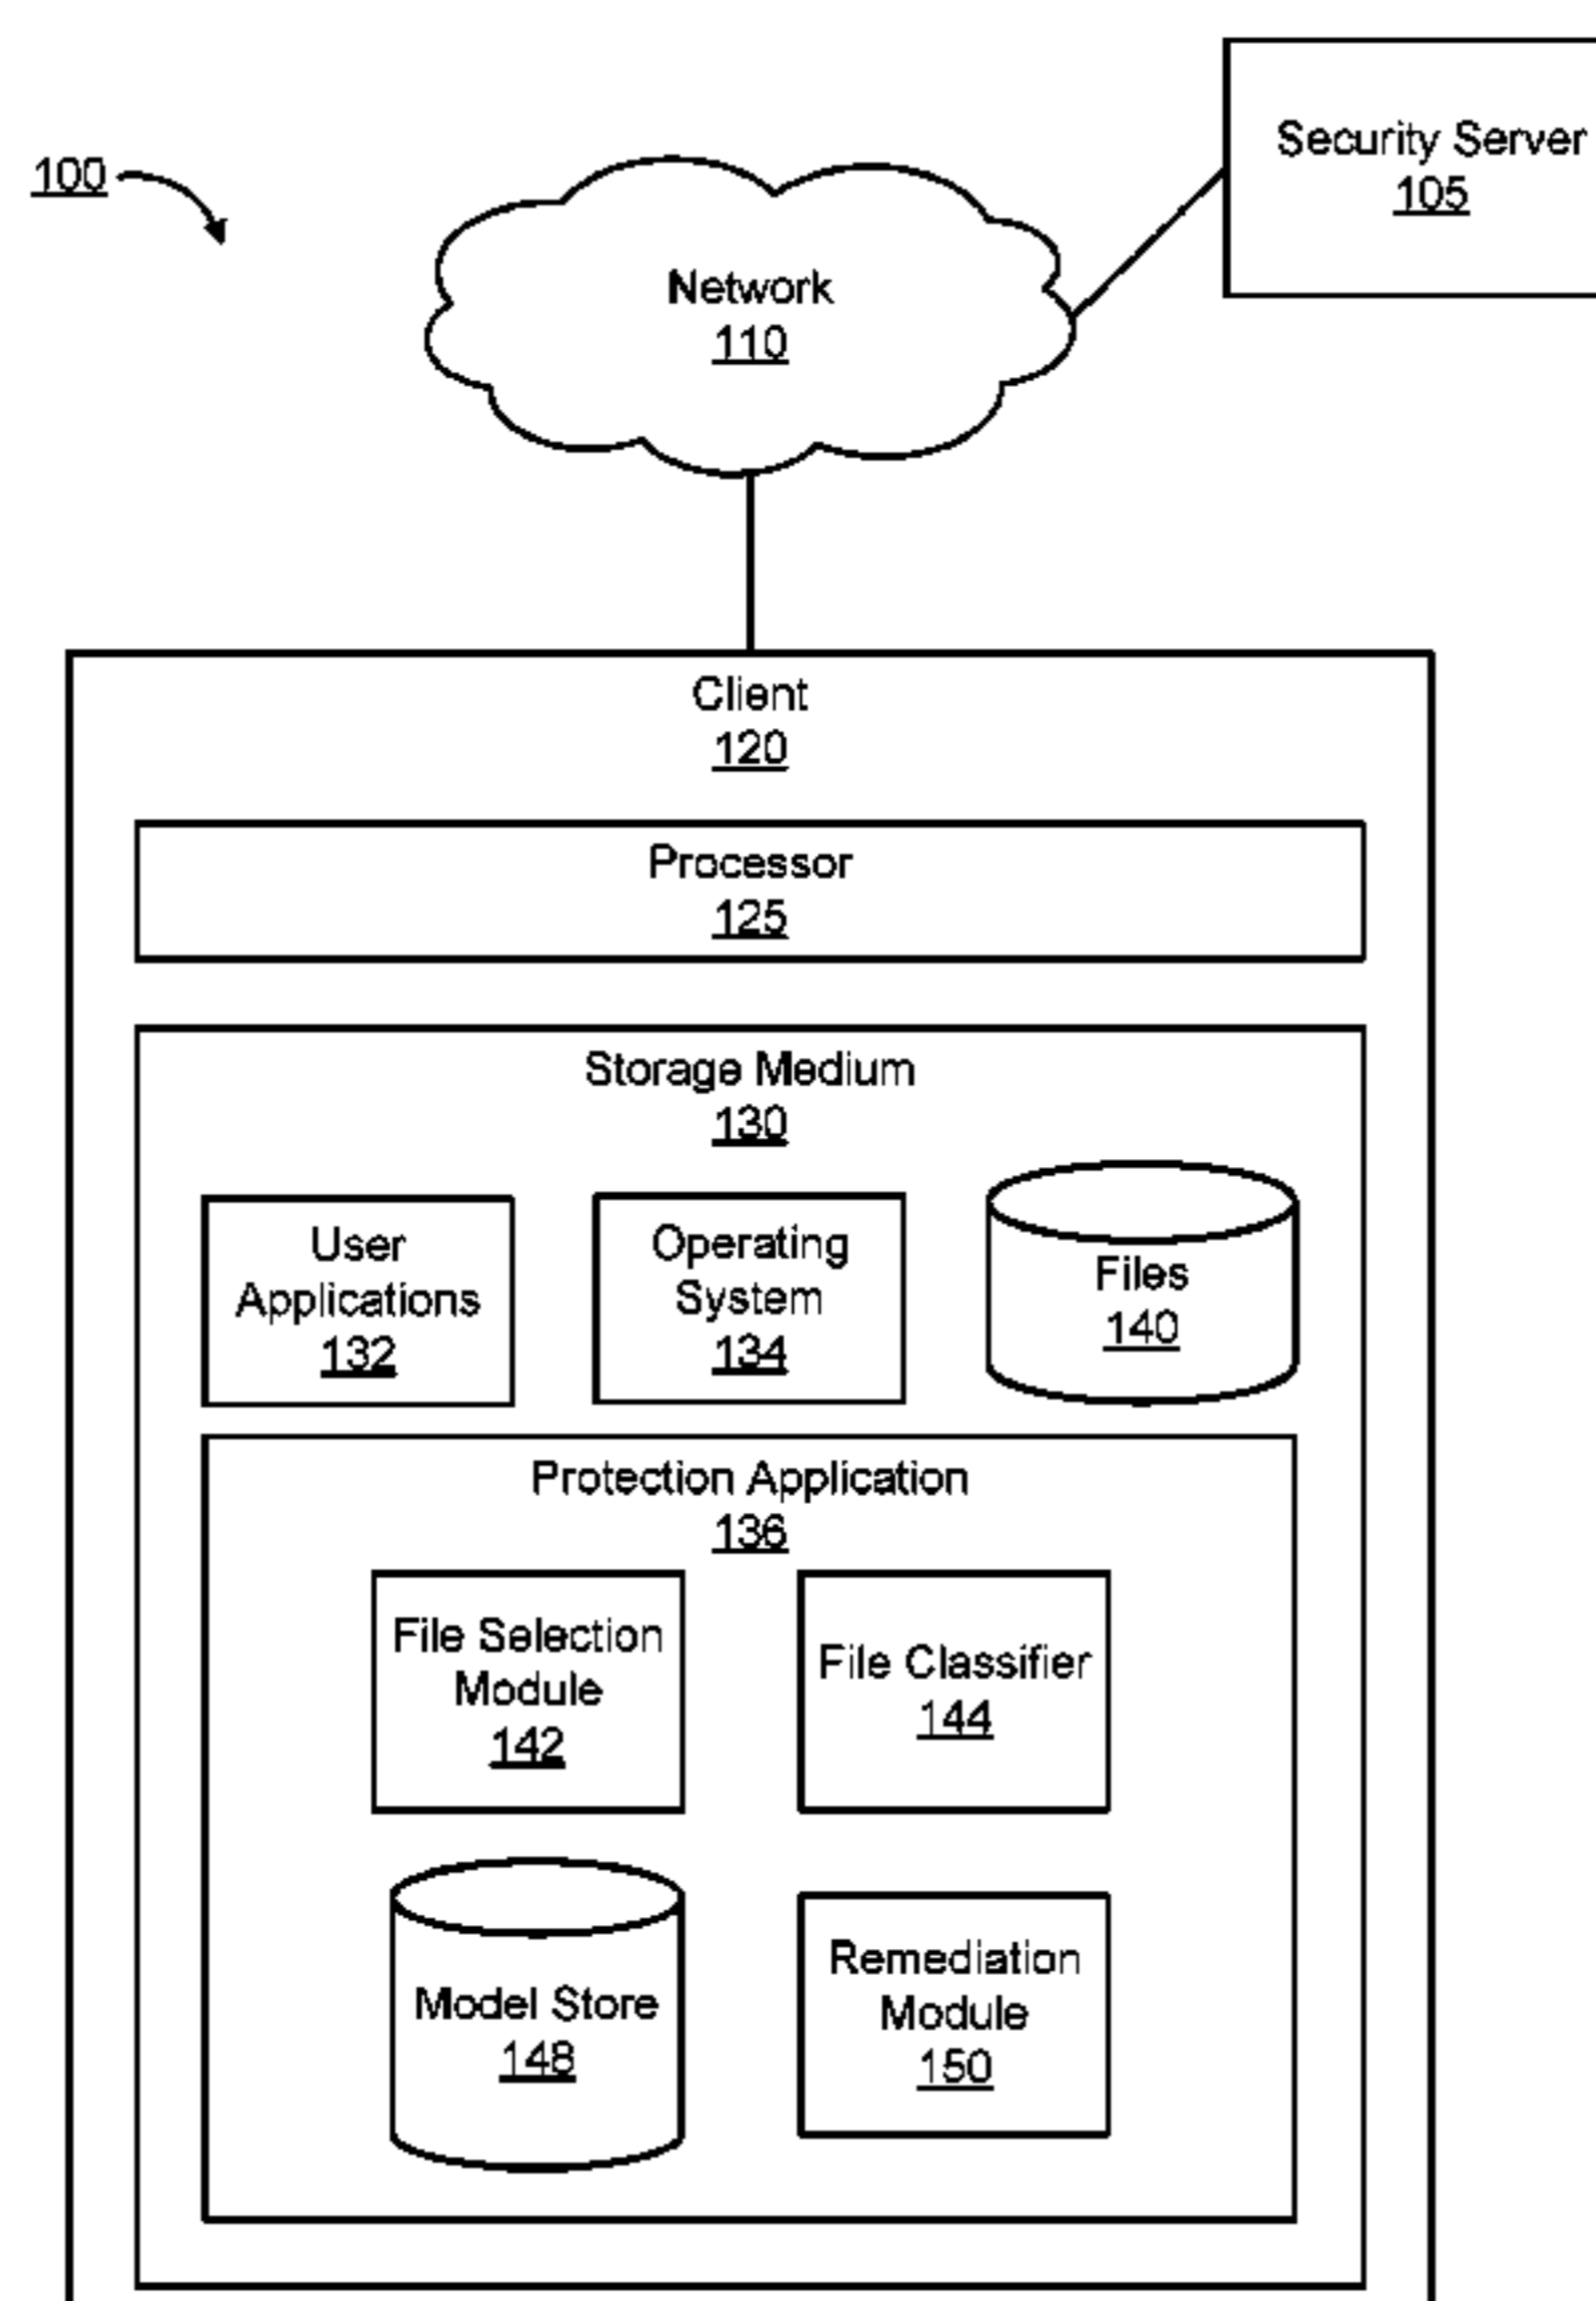 100
Security Server
105
Network
110
Client
120
Processor
125
Storage Medium
130
User
Applications
132
Operating
System
134
Files
140
Protection Application
136
File Selection
Module
142
File Classifier
144
Model Store
148
Remediation
Module
150